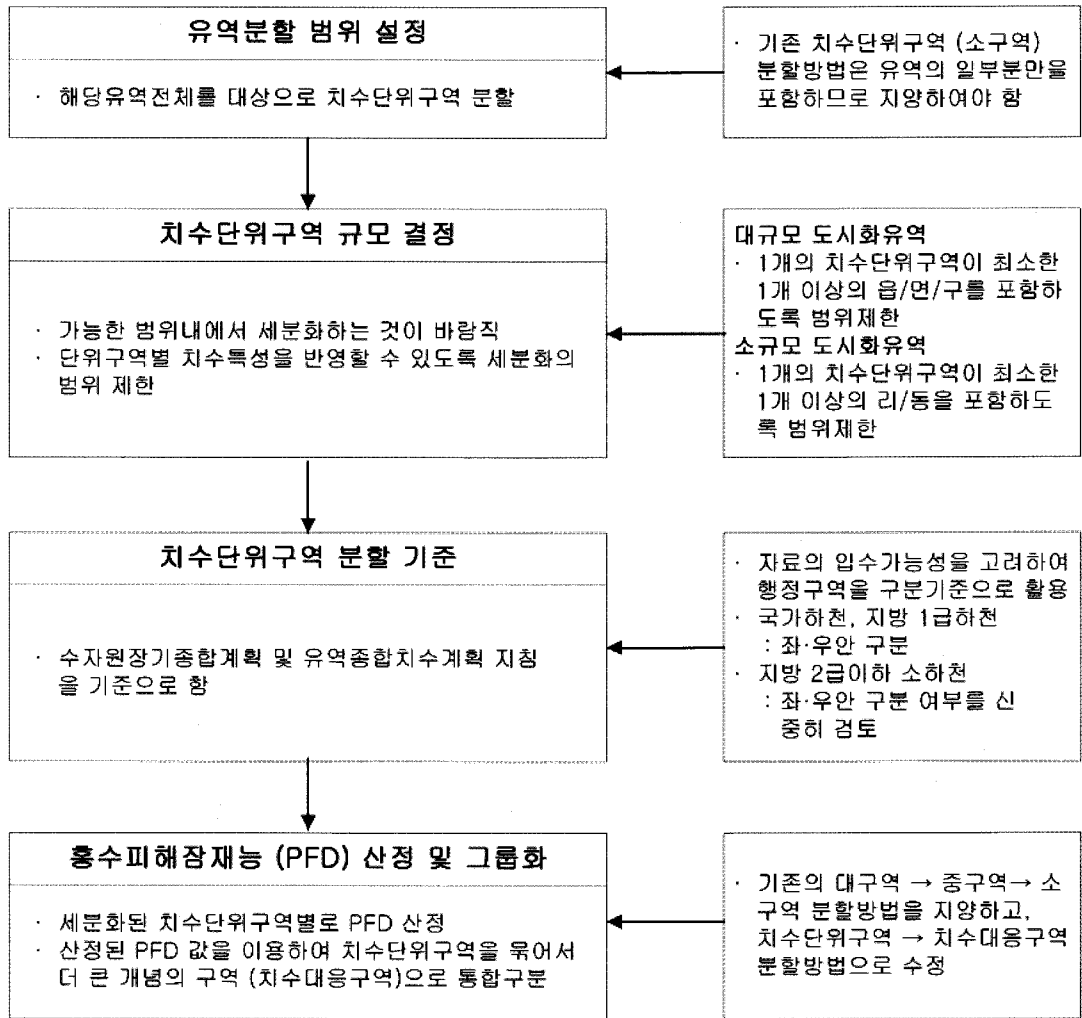 유역분할 범위 설정
· 해당유역전체를 대상으로 치수단위구역 분할
· 기존 치수단위구역 (소구역)
분할방법은 유역의 일부분만을
포함하므로 지양하여야 함
치수단위구역 규모 결정
· 가능한 범위내에서 세분화하는 것이 바람직
· 단위구역별 치수특성을 반영할 수 있도록 세분화의
범위 제한
대규모 도시화유역
· 1개의 치수단위구역이 최소한
1개 이상의 읍/면/구를 포함하
도록 범위제한
소규모 도시화유역
· 1개의 치수단위구역이 최소한
1개 이상의 리/동을 포함하도
록 범위제한
치수단위구역 분할 기준
· 수자원장기종합계획 및 유역종합치수계획 지침
을 기준으로 함
· 자료의 입수가능성을 고려하여
행정구역을 구분기준으로 활용
· 국가하천, 지방 1급하천
: 좌·우안 구분
· 지방 2급이하 소하천
: 좌·우안 구분 여부를 신
중히 검토
홍수피해잠재능 (PFD) 산정 및 그룹화
· 세분화된 치수단위구역별로 PFD 산정
· 산정된 PFD 값을 이용하여 치수단위구역을 묶어서
더 큰 개념의 구역 (치수대응구역)으로 통합구분
· 기존의 대구역 → 중구역→ 소
구역 분할방법을 지양하고,
치수단위구역 → 치수대응구역
분할방법으로 수정